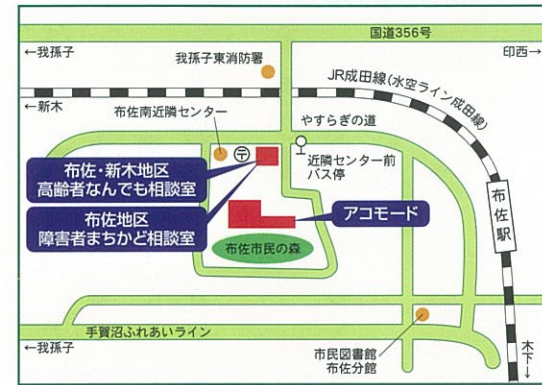 国道356号
←我孫子
印西→
我孫子東消防署
JR成田線(水空ライン成田線)
←新木
布佐南近隣センター
やすらぎの道
〒
近隣センター前
バス停
布佐・新木地区
高齢者なんでも相談室
布佐地区
障害者まちかど相談室
アコモード
布佐駅
布佐市民の森
手賀沼ふれあいライン
←我孫子
市民図書館
布佐分館
木下→